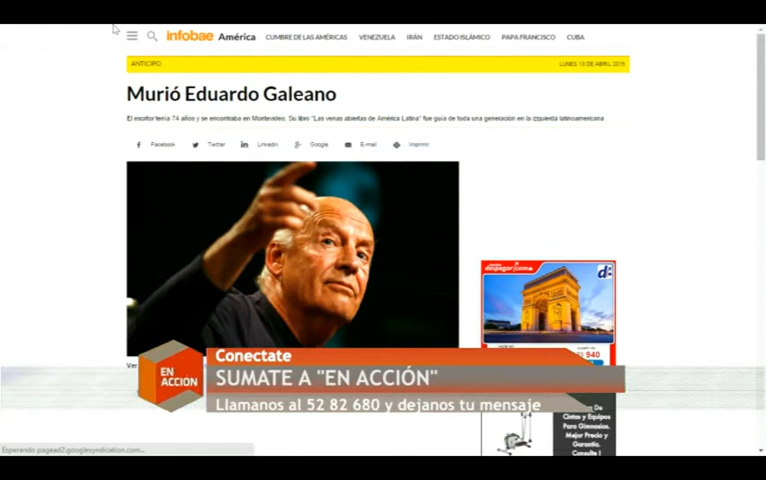 infobae América CUMBRE DE LAS AMÉRICAS VENEZUELA IRÁN ESTADO ISLÁMICO PAPA FRANCISCO CUBA
ANTICIPO LUNES 13 DE ABRIL 2015
Murió Eduardo Galeano
El escritor tenía 74 años y se encontraba en Montevideo. Su libro "Las venas abiertas de América Latina" fue guía de toda una generación en la izquierda latinoamericana
Facebook Twitter LinkedIn Google E-mail Imprimir
despegar.com
d
940
Ver
Conectate
EN ACCIÓN
SUMATE A "EN ACCIÓN"
Llamanos al 52 82 680 y dejanos tu mensaje
De
Cintas y Equipos
Para Gimnasios.
Mejor Precio y
Garantía.
Consulte !
Esperando pagead2.googlesyndication.com...